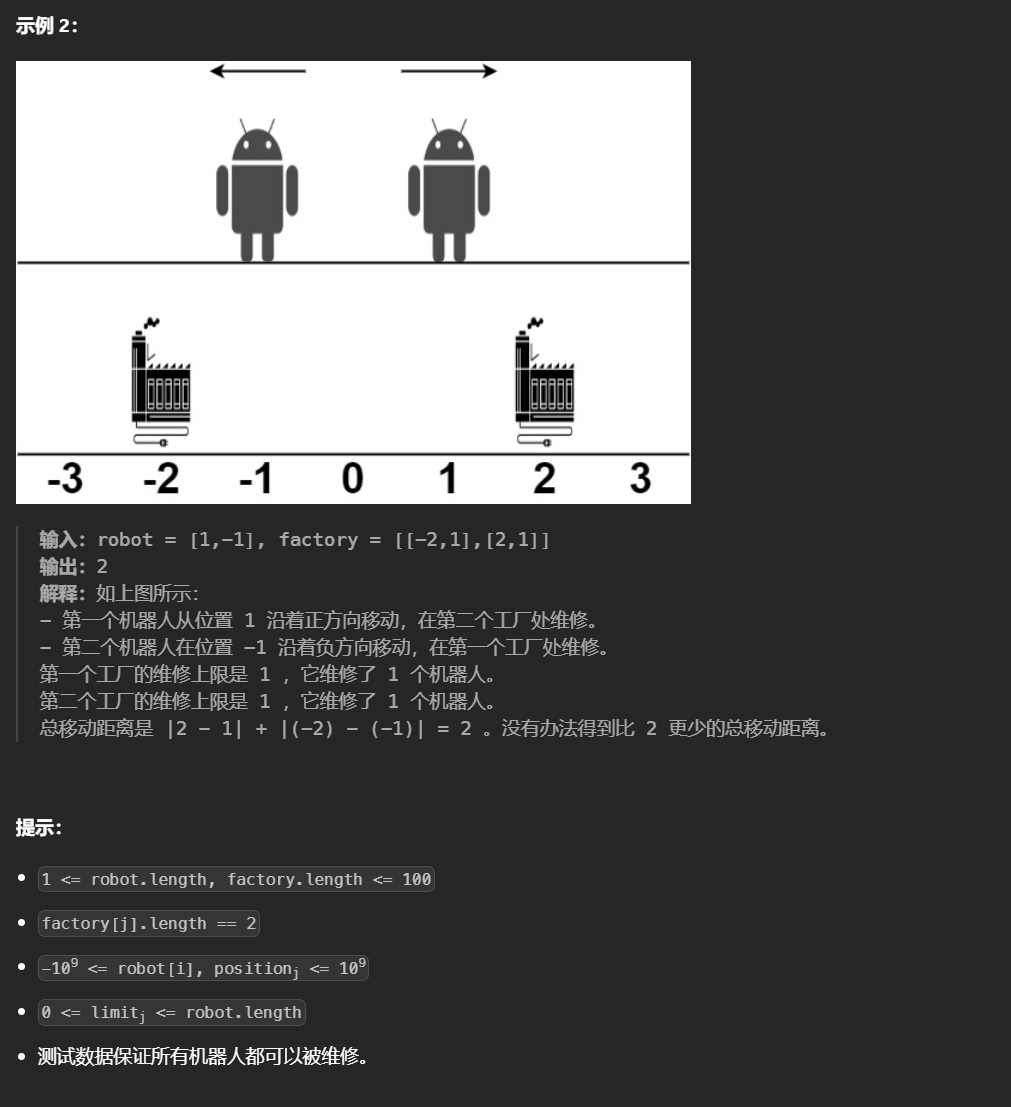 示例 2：
-3 -2 -1 0 1 2 3
输入：robot = [1,-1], factory = [[-2,1],[2,1]]
输出：2
解释：如上图所示：
- 第一个机器人从位置 1 沿着正方向移动，在第二个工厂处维修。
- 第二个机器人在位置 -1 沿着负方向移动，在第一个工厂处维修。
第一个工厂的维修上限是 1 ，它维修了 1 个机器人。
第二个工厂的维修上限是 1 ，它维修了 1 个机器人。
总移动距离是 |2 - 1| + |(-2) - (-1)| = 2 。没有办法得到比 2 更少的总移动距离。
提示：
• 1 <= robot.length, factory.length <= 100
• factory[j].length == 2
• -10⁹ <= robot[i], positionⱼ <= 10⁹
• 0 <= limitⱼ <= robot.length
• 测试数据保证所有机器人都可以被维修。